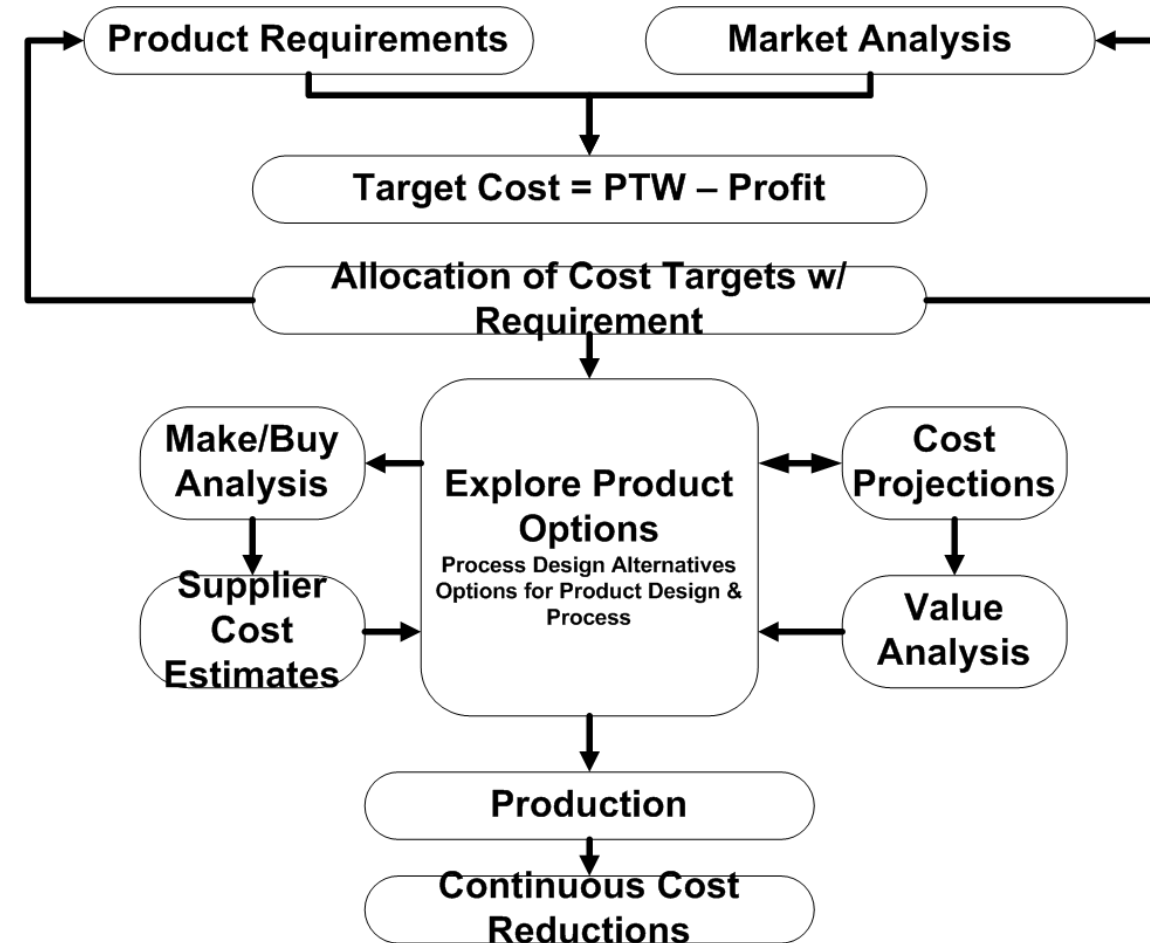 Product Requirements
Market Analysis
Target Cost = PTW – Profit
Allocation of Cost Targets w/
Requirement
Make/Buy
Analysis
Explore Product
Options
Process Design Alternatives
Options for Product Design &
Process
Cost
Projections
Supplier
Cost
Estimates
Value
Analysis
Production
Continuous Cost
Reductions